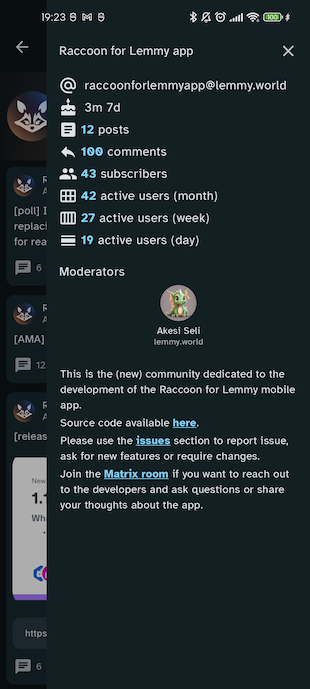 19:23
100
Raccoon for Lemmy app
raccoonforlemmyapp@lemmy.world
3m 7d
12 posts
100 comments
43 subscribers
42 active users (month)
27 active users (week)
19 active users (day)
Moderators
Akesi Seli
lemmy.world
This is the (new) community dedicated to the
development of the Raccoon for Lemmy mobile
app.
Source code available here.
Please use the issues section to report issue,
ask for new features or require changes.
Join the Matrix room if you want to reach out
to the developers and ask questions or share
your thoughts about the app.
R
A
[poll] I
replaci
for rea
6
R
A
[AMA]
12
R
A
[releas
New
1.1
Wha
https
6